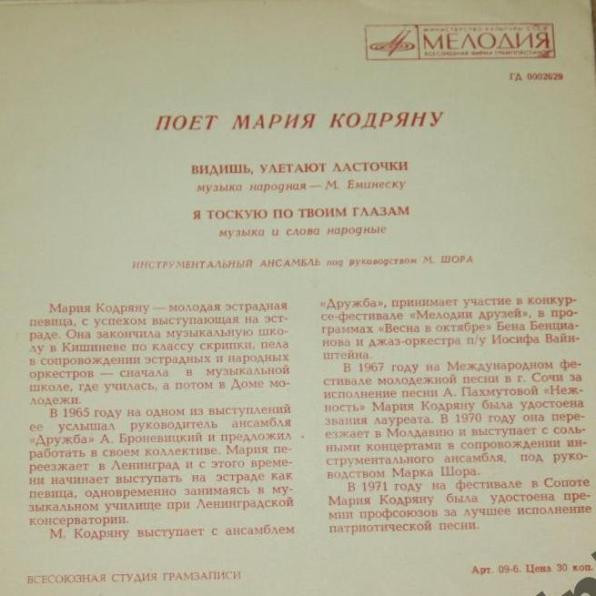 МИНИСТЕРСТВО КУЛЬТУРЫ СССР
МЕЛОДИЯ
ВСЕСОЮЗНАЯ ФИРМА ГРАМПЛАСТИНОК
ГД 0002629
ПОЕТ МАРИЯ КОДРЯНУ
ВИДИШЬ, УЛЕТАЮТ ЛАСТОЧКИ
музыка народная — М. Еминеску
Я ТОСКУЮ ПО ТВОИМ ГЛАЗАМ
музыка и слова народные
ИНСТРУМЕНТАЛЬНЫЙ АНСАМБЛЬ под руководством М. ШОРА
Мария Кодряну — молодая эстрадная
певица, с успехом выступающая на эст-
раде. Она закончила музыкальную шко-
лу в Кишиневе по классу скрипки, пела
в сопровождении эстрадных и народных
оркестров — сначала в музыкальной
школе, где училась, а потом в Доме мо-
лодежи.
В 1965 году на одном из выступлений
ее услышал руководитель ансамбля
«Дружба» А. Броневицкий и предложил
работать в своем коллективе. Мария пе-
реезжает в Ленинград и с этого време-
ни начинает выступать на эстраде как
певица, одновременно занимаясь в му-
зыкальном училище при Ленинградской
консерватории.
М. Кодряну выступает с ансамблем
«Дружба», принимает участие в конкур-
се-фестивале «Мелодии друзей», в про-
граммах «Весна в октябре» Бена Бенциа-
нова и джаз-оркестра п/у Иосифа Вайн-
штейна.
В 1967 году на Международном фе-
стивале молодежной песни в г. Сочи за
исполнение песни А. Пахмутовой «Неж-
ность» Мария Кодряну была удостоена
звания лауреата. В 1970 году она пере-
езжает в Молдавию и выступает с соль-
ными концертами в сопровождении ин-
струментального ансамбля, под руко-
водством Марка Шора.
В 1971 году на фестивале в Сопоте
Мария Кодряну была удостоена пре-
мии профсоюзов за лучшее исполнение
патриотической песни.
ВСЕСОЮЗНАЯ СТУДИЯ ГРАМЗАПИСИ
Арт. 09-6. Цена 30 коп.